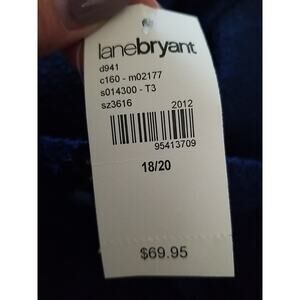 lanebryant
d941
c160 - m02177
s014300 - T3
sz3616 2012
95413709
18/20
$69.95